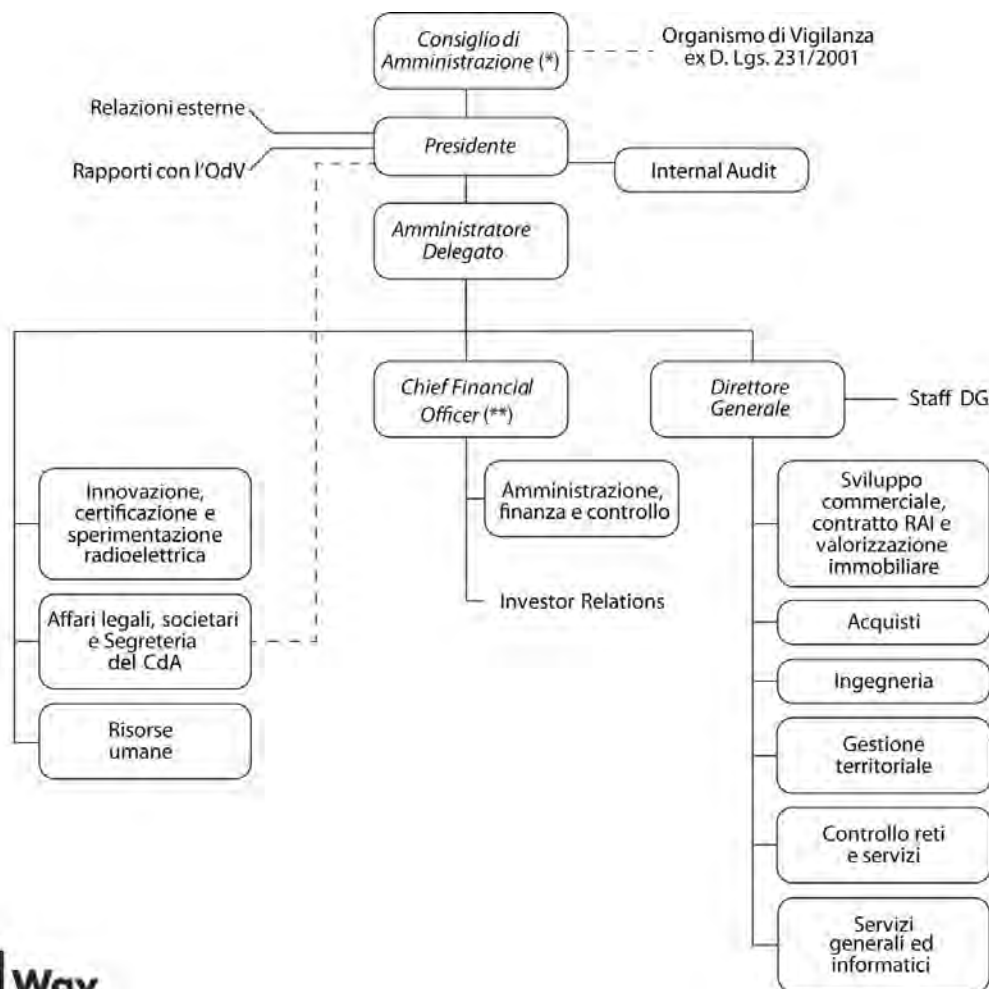 Consiglio di
Amministrazione (*)
Organismo di Vigilanza
ex D. Lgs. 231/2001
Relazioni esterne
Presidente
Rapporti con l'OdV
Internal Audit
Amministratore
Delegato
Chief Financial
Officer (**)
Direttore
Generale
Staff DG
Innovazione,
certificazione e
sperimentazione
radioelettrica
Affari legali, societari
e Segreteria
del CdA
Risorse
umane
Amministrazione,
finanza e controllo
Investor Relations
Sviluppo
commerciale,
contratto RAI e
valorizzazione
immobiliare
Acquisti
Ingegneria
Gestione
territoriale
Controllo reti
e servizi
Servizi
generali ed
informatici
Way